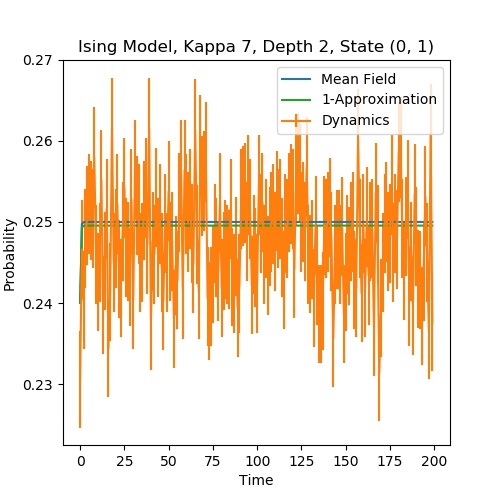 Ising Model, Kappa 7, Depth 2, State (0, 1)
0.27
0.26
0.25
0.24
0.23
Probability
Mean Field
1-Approximation
Dynamics
0 25 50 75 100 125 150 175 200
Time